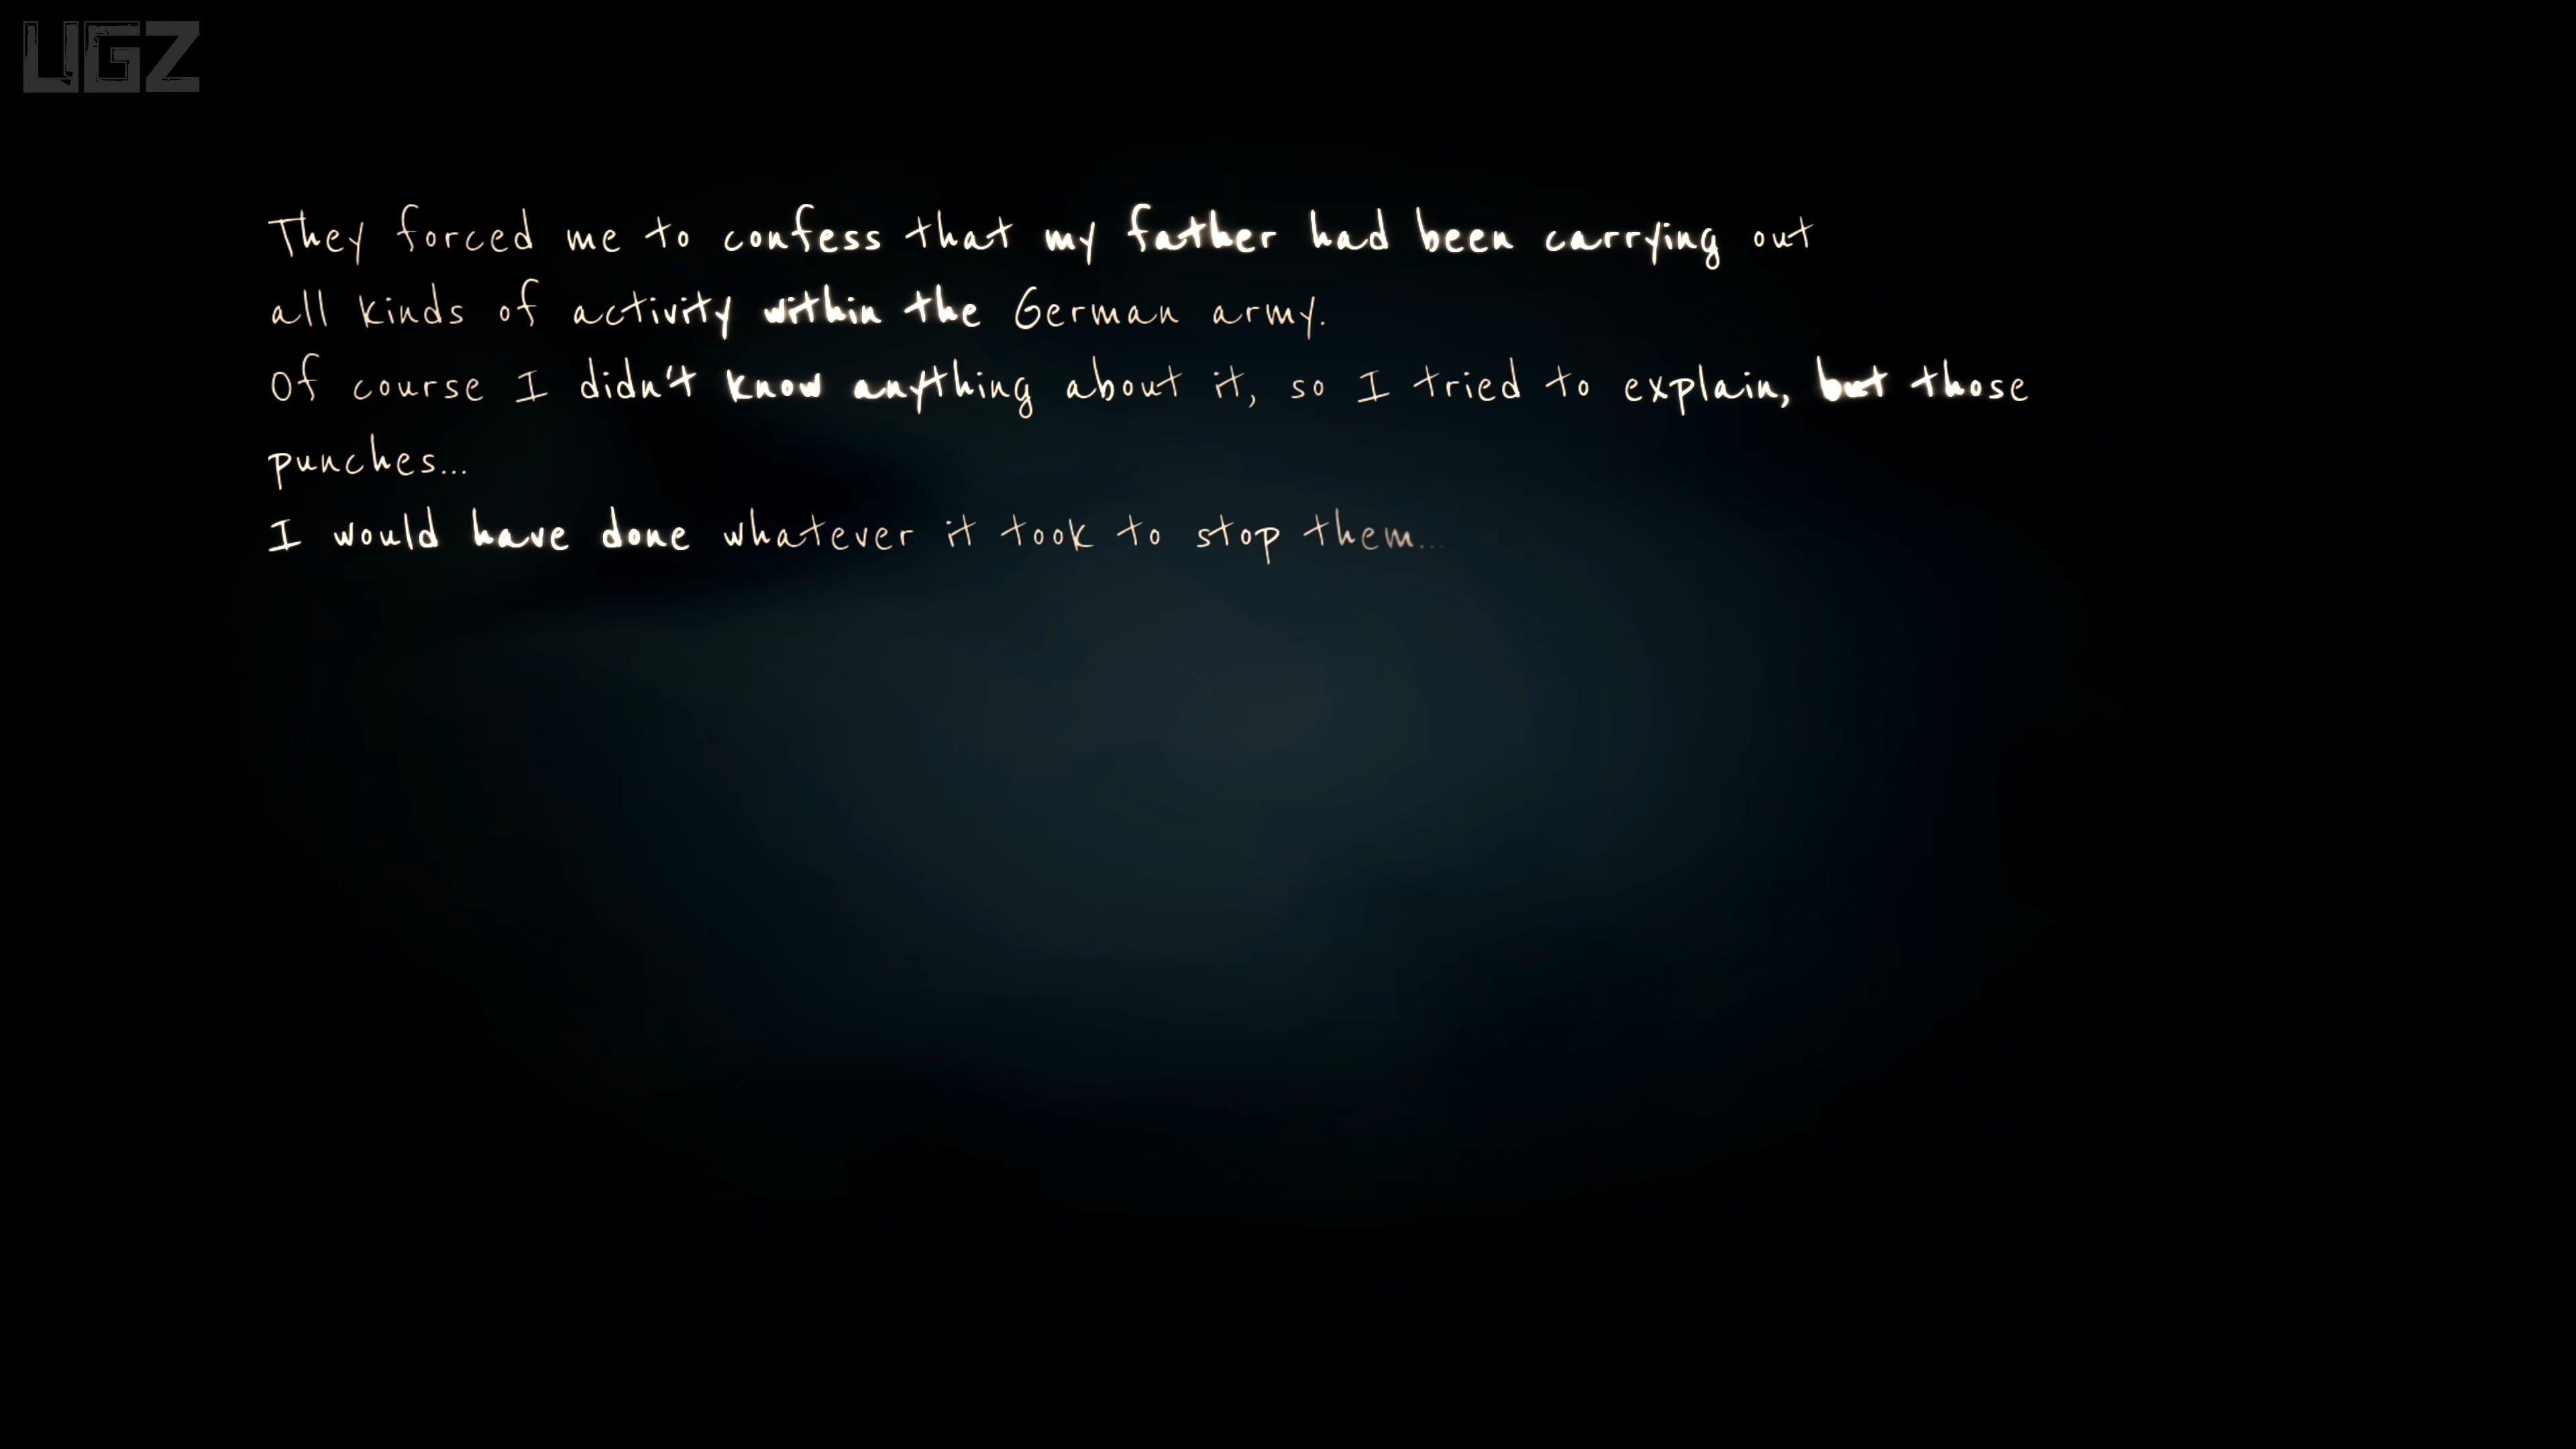 UGZ
They forced me to confess that my father had been carrying out
all kinds of activity within the German army.
Of course I didn't know anything about it, so I tried to explain, but those
punches...
I would have done whatever it took to stop them...